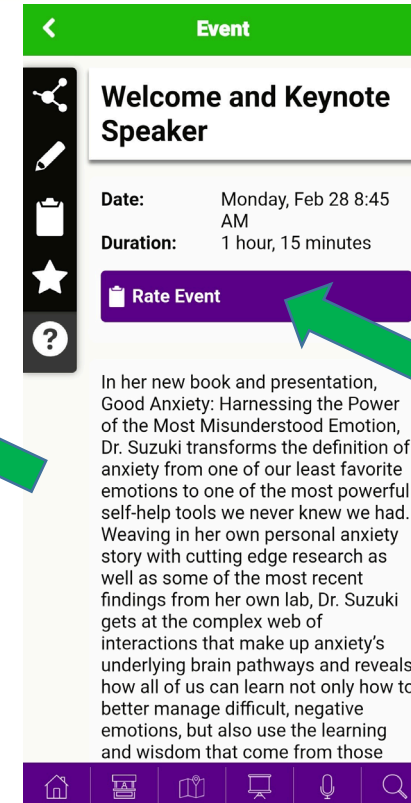 Event
Welcome and Keynote
Speaker
Date: Monday, Feb 28 8:45
AM
Duration: 1 hour, 15 minutes
Rate Event
?
In her new book and presentation,
Good Anxiety: Harnessing the Power
of the Most Misunderstood Emotion,
Dr. Suzuki transforms the definition of
anxiety from one of our least favorite
emotions to one of the most powerful
self-help tools we never knew we had.
Weaving in her own personal anxiety
story with cutting edge research as
well as some of the most recent
findings from her own lab, Dr. Suzuki
gets at the complex web of
interactions that make up anxiety's
underlying brain pathways and reveals
how all of us can learn not only how to
better manage difficult, negative
emotions, but also use the learning
and wisdom that come from those